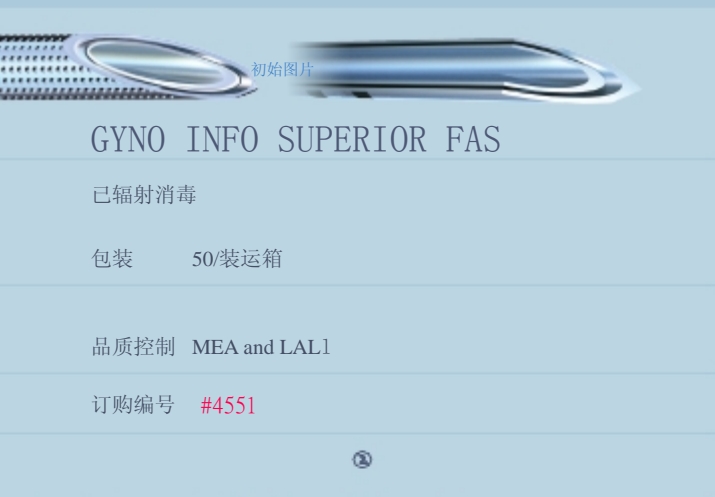 初始图片
GYNO INFO SUPERIOR FAS
已辐射消毒
包装 50/装运箱
品质控制 MEA and LAL1
订购编号 #4551